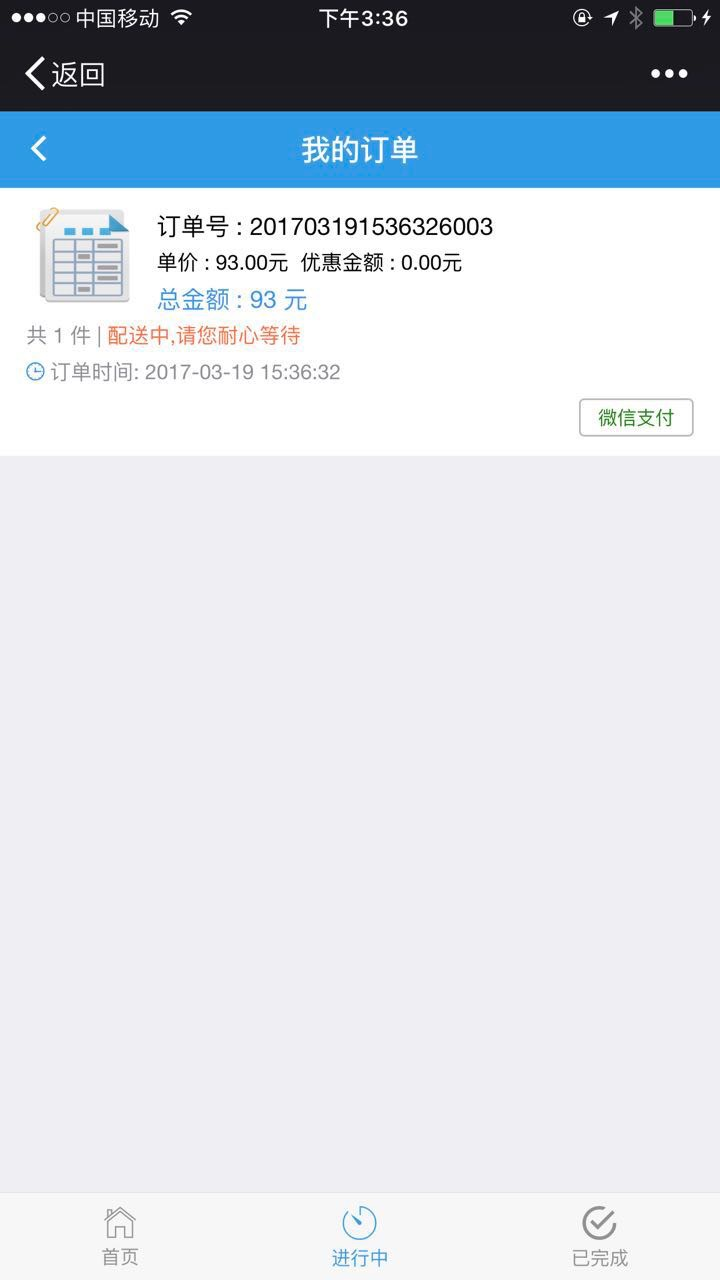 中国移动 下午3:36
返回
我的订单
订单号 : 201703191536326003
单价 : 93.00元 优惠金额 : 0.00元
总金额 : 93 元
共 1 件 | 配送中,请您耐心等待
订单时间: 2017-03-19 15:36:32
微信支付
首页 进行中 已完成